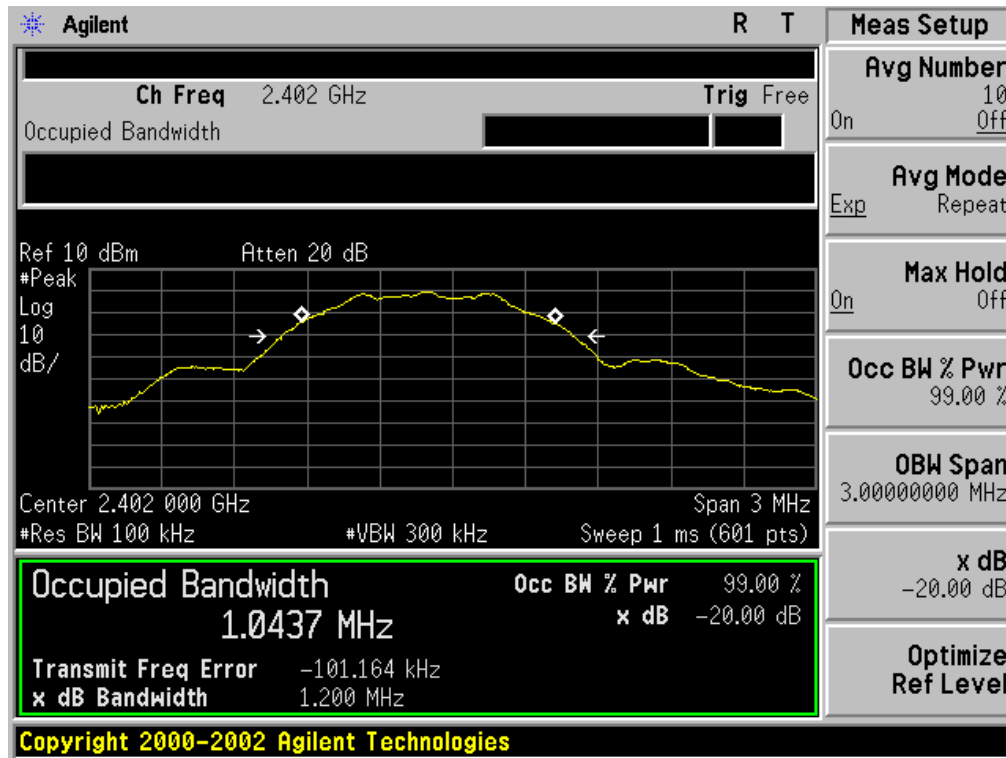 Agilent R T
Ch Freq 2.402 GHz Trig Free
Occupied Bandwidth
Ref 10 dBm Atten 20 dB
#Peak
Log
10
dB/
Center 2.402 000 GHz Span 3 MHz
#Res BW 100 kHz #VBW 300 kHz Sweep 1 ms (601 pts)
Occupied Bandwidth Occ BW % Pwr 99.00 %
1.0437 MHz x dB -20.00 dB
Transmit Freq Error -101.164 kHz
x dB Bandwidth 1.200 MHz
Copyright 2000-2002 Agilent Technologies
Meas Setup
Avg Number
10
On Off
Avg Mode
Exp Repeat
Max Hold
On Off
Occ BW % Pwr
99.00 %
OBW Span
3.00000000 MHz
x dB
-20.00 dB
Optimize
Ref Level